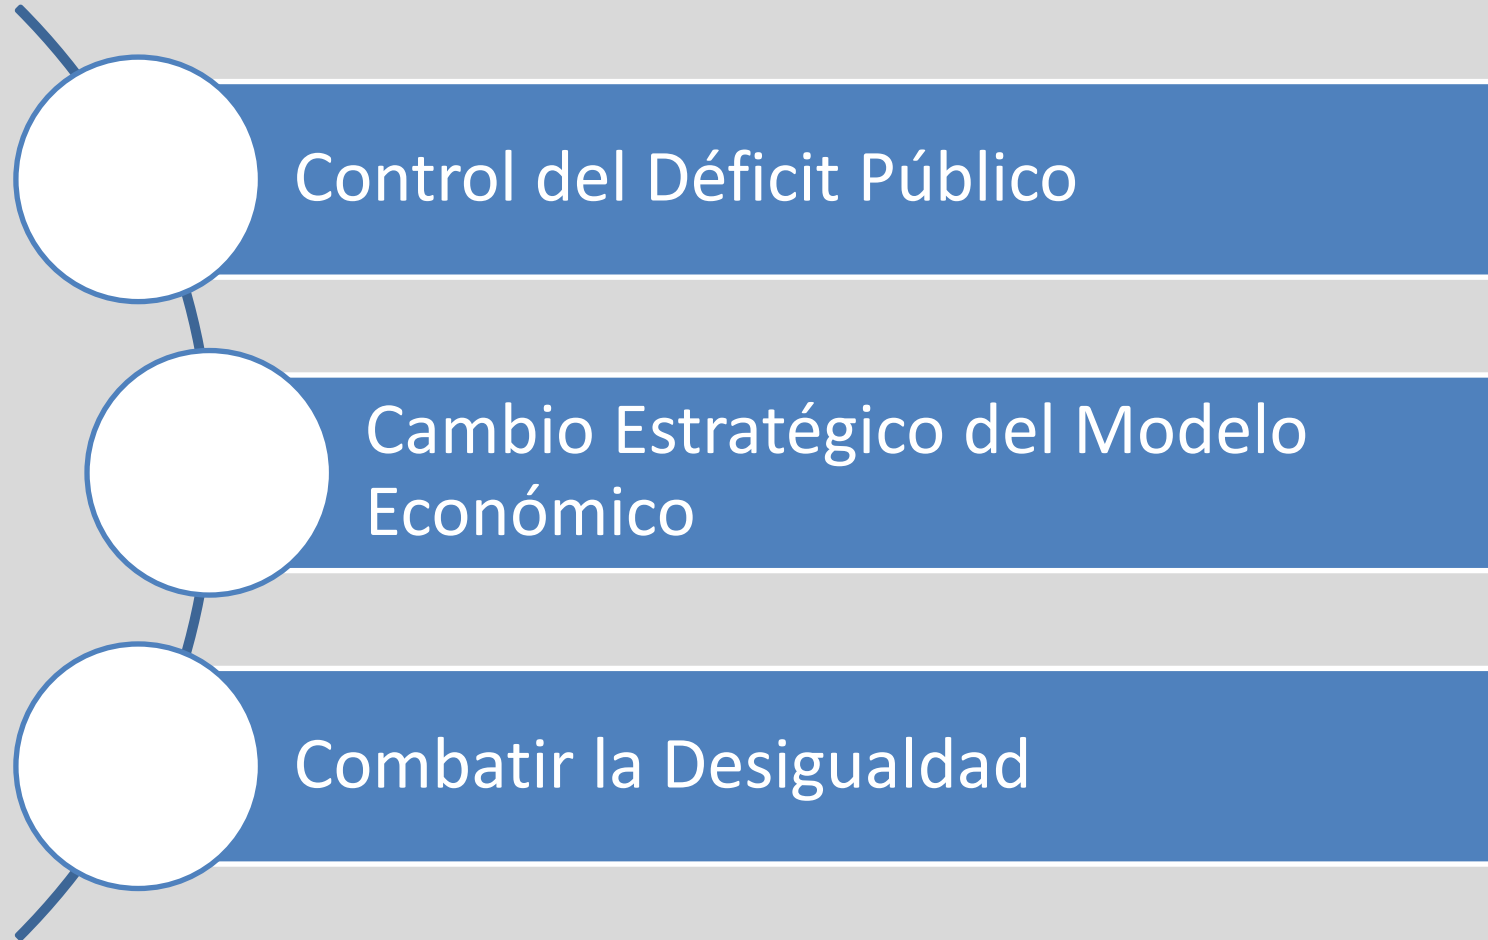 Control del Déficit Público
Cambio Estratégico del Modelo
Económico
Combatir la Desigualdad